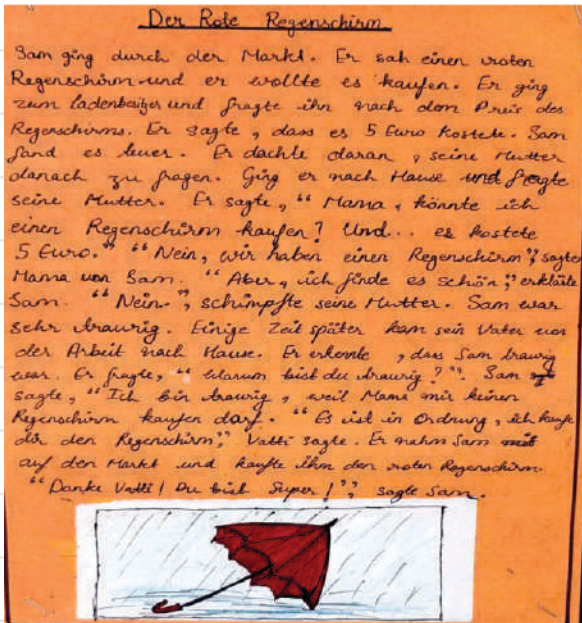 Der Rote Regenschirm
Sam ging durch der Markt. Er sah einen roten
Regenschirm und er wollte es kaufen. Er ging
zum Ladenbesitzer und fragte ihn nach dem Preis des
Regenschirms. Er sagte, dass es 5 Euro kostete. Sam
fand es teuer. Er dachte daran, seine Mutter
danach zu fragen. Ging er nach Hause und fragte
seine Mutter. Er sagte, “ Mama, könnte ich
einen Regenschirm kaufen? Und... es kostete
5 Euro.” “ Nein, wir haben einen Regenschirm”, sagte
Mama von Sam. “ Aber, ich finde es schön,” erklärte
Sam. “ Nein.”, schimpfte seine Mutter. Sam war
sehr traurig. Einige Zeit später kam sein Vater von
der Arbeit nach Hause. Er erkennte, dass Sam traurig
war. Er fragte, “ Warum bist du traurig?”. Sam
sagte, “ Ich bin traurig, weil Mama mir keinen
Regenschirm kaufen darf. “ Es ist in Ordnung, ich kaufe
dir den Regenschirm,” Vatti sagte. Er nahm Sam mit
auf den Markt und kaufte ihm den roten Regenschirm.
“ Danke Vatti! Du bist Super!”, sagte Sam.